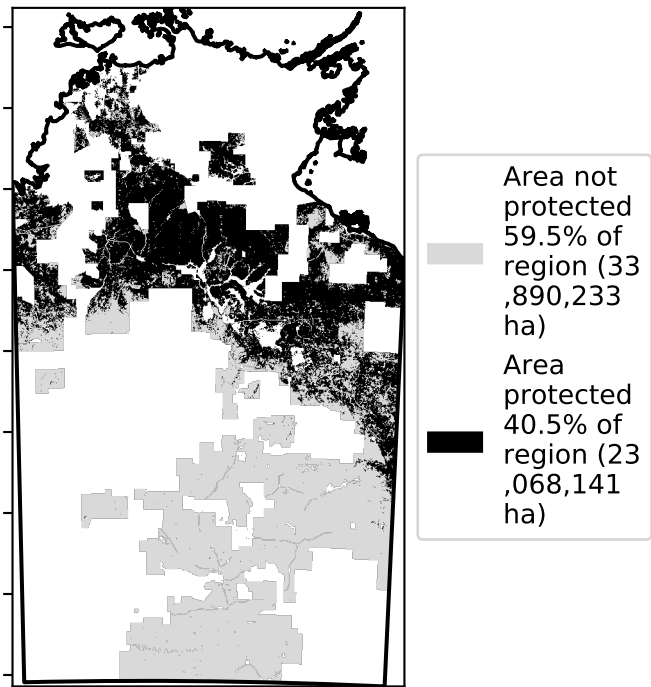 Area not
protected
59.5% of
region (33
,890,233
ha)
Area
protected
40.5% of
region (23
,068,141
ha)